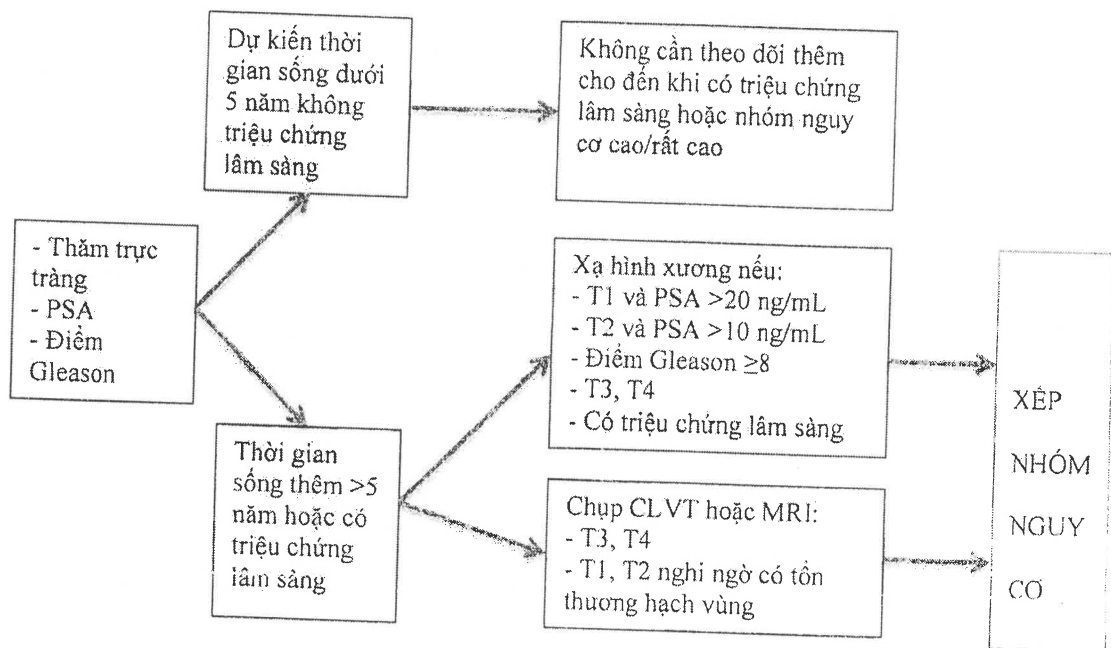 Dự kiến thời
gian sống dưới
5 năm không
triệu chứng
lâm sàng
Không cần theo dõi thêm
cho đến khi có triệu chứng
lâm sàng hoặc nhóm nguy
cơ cao/rất cao
- Thăm trực
tràng
- PSA
- Điểm
Gleason
Xạ hình xương nếu:
- T1 và PSA >20 ng/mL
- T2 và PSA >10 ng/mL
- Điểm Gleason ≥8
- T3, T4
- Có triệu chứng lâm sàng
Thời gian
sống thêm >5
năm hoặc có
triệu chứng
lâm sàng
Chụp CLVT hoặc MRI:
- T3, T4
- T1, T2 nghi ngờ có tổn
thương hạch vùng
XẾP
NHÓM
NGUY
CƠ